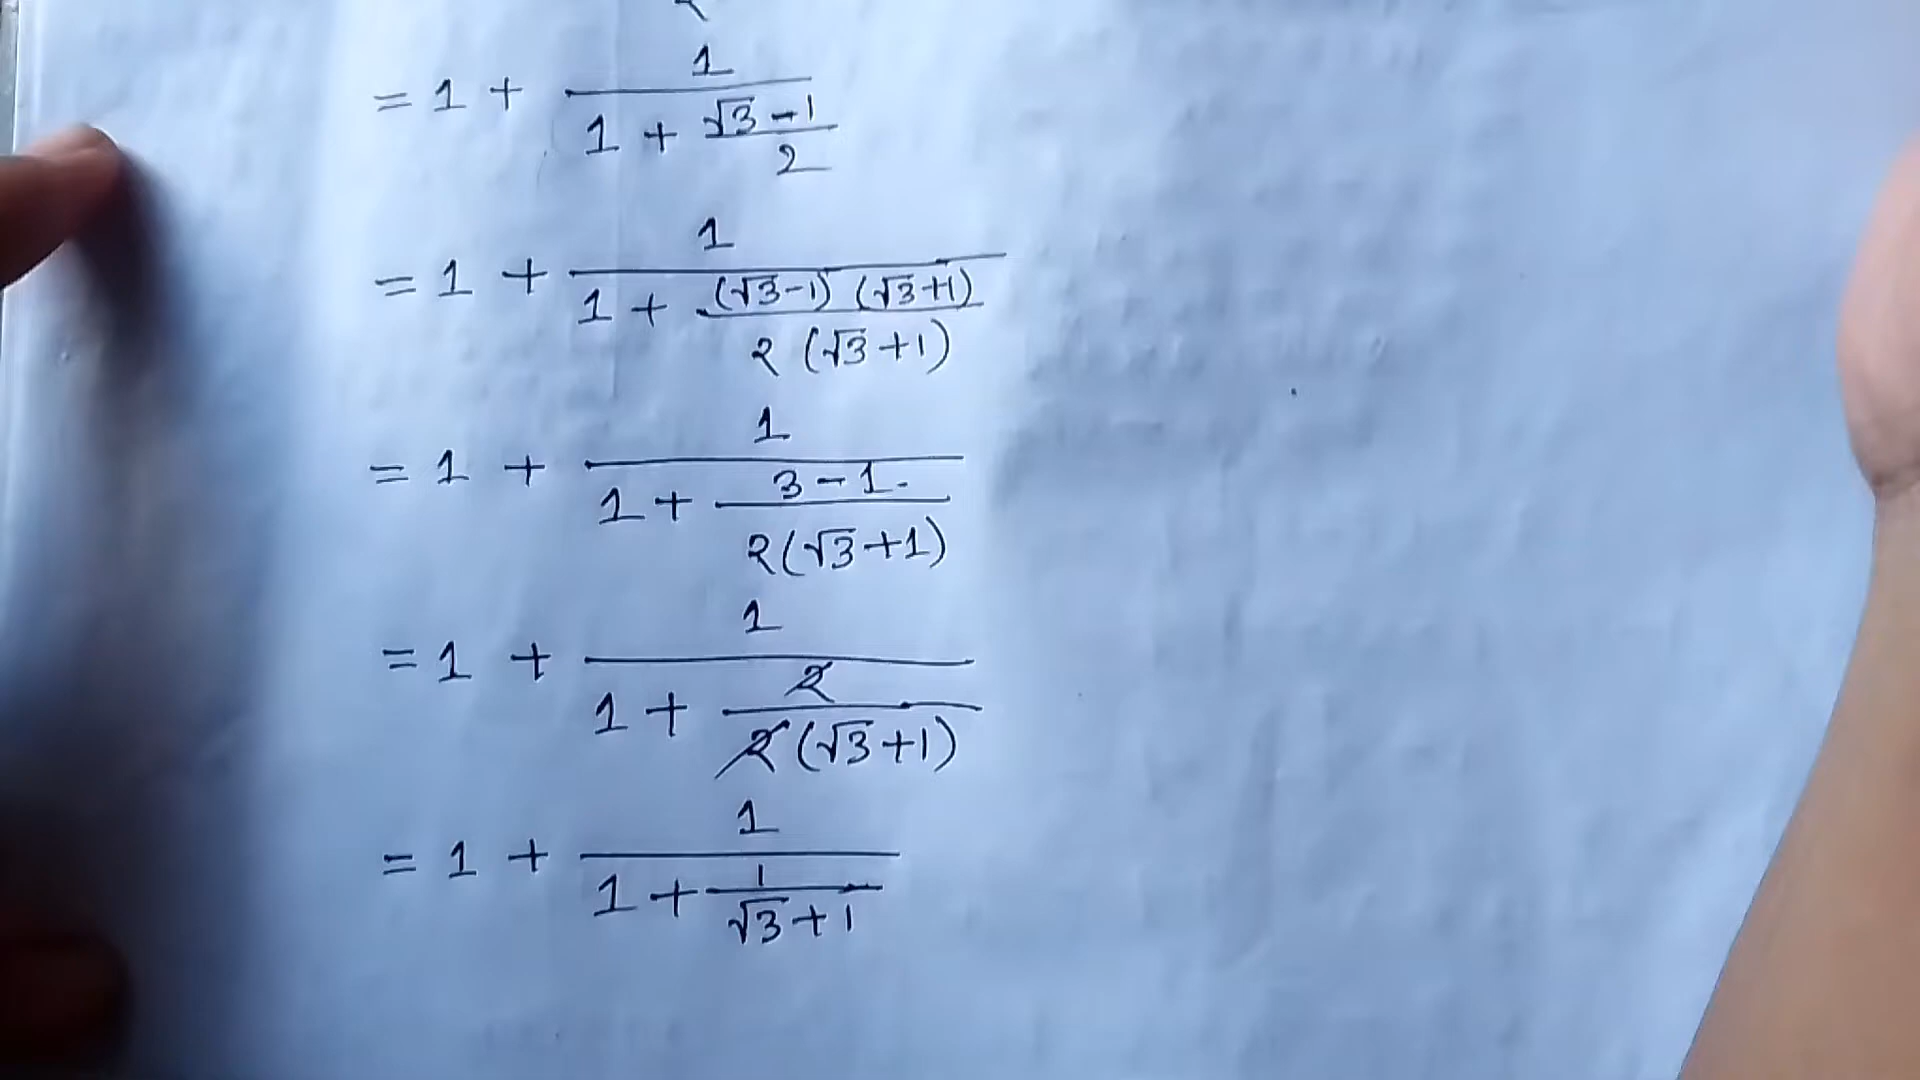 = 1 + 1/(1 + (√3 - 1)/2)
= 1 + 1/(1 + (√3-1) (√3+1)/(2 (√3+1)))
= 1 + 1/(1 + (3 - 1.)/(2(√3+1)))
= 1 + 1/(1 + 2/(2(√3+1)))
= 1 + 1/(1 + 1/(√3+1))